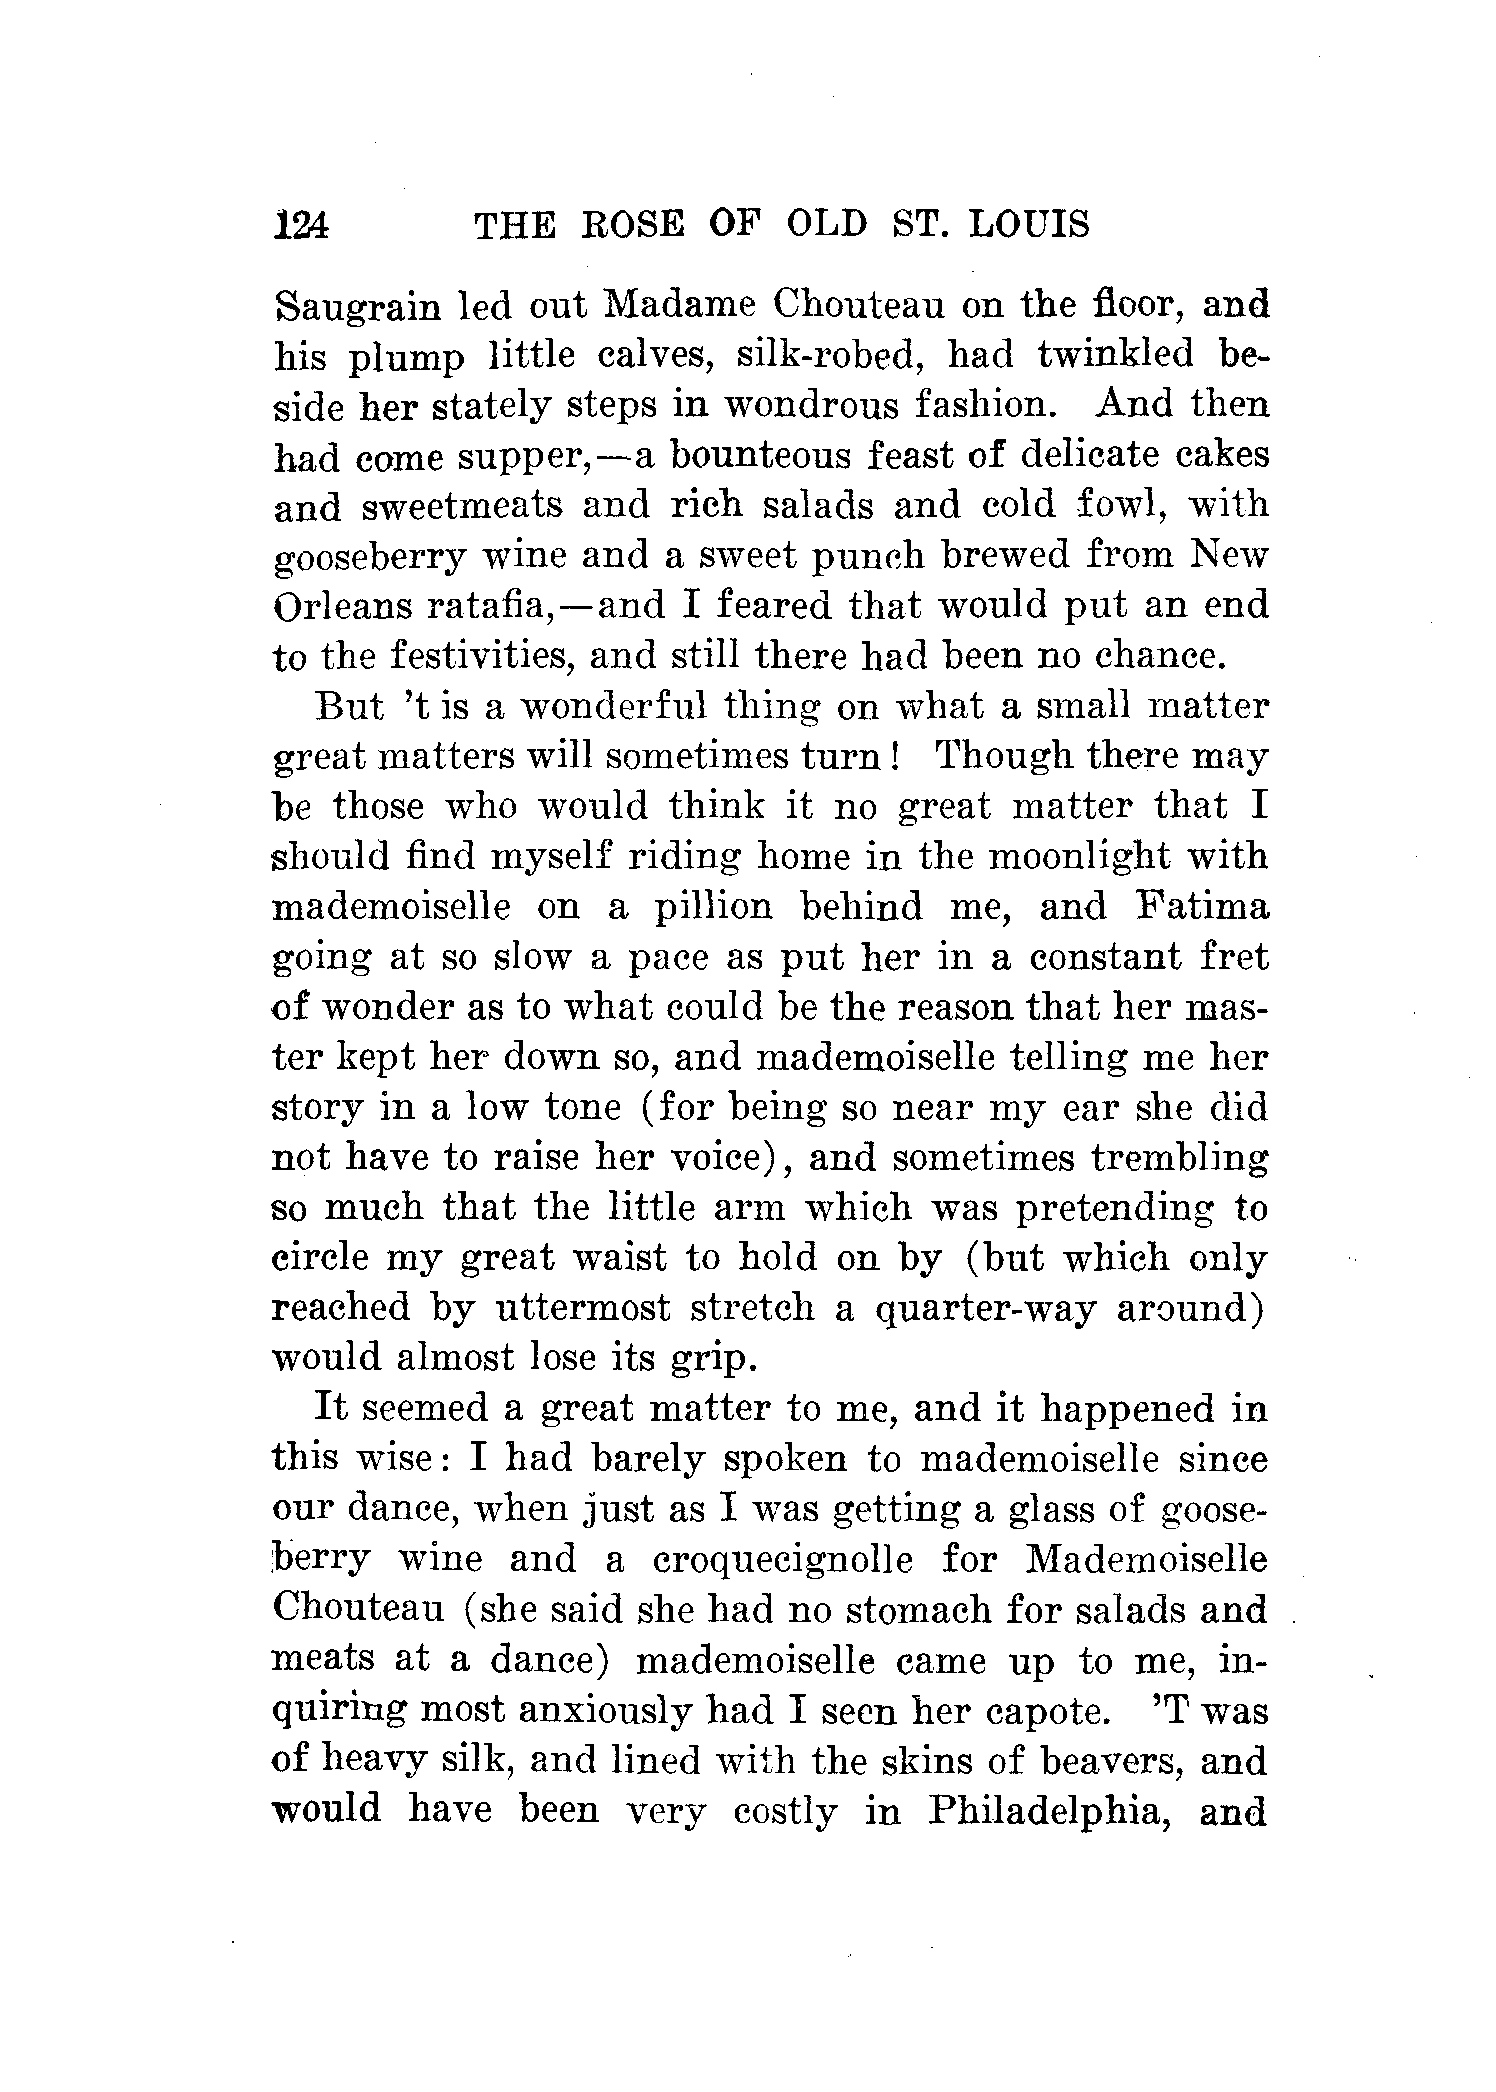 124 THE ROSE OF OLD ST. LOUIS
Saugrain led out Madame Chouteau on the floor, and
his plump little calves, silk-robed, had twinkled be-
side her stately steps in wondrous fashion. And then
had come supper,—a bounteous feast of delicate cakes
and sweetmeats and rich salads and cold fowl, with
gooseberry wine and a sweet punch brewed from New
Orleans ratafia,—and I feared that would put an end
to the festivities, and still there had been no chance.
But 't is a wonderful thing on what a small matter
great matters will sometimes turn! Though there may
be those who would think it no great matter that I
should find myself riding home in the moonlight with
mademoiselle on a pillion behind me, and Fatima
going at so slow a pace as put her in a constant fret
of wonder as to what could be the reason that her mas-
ter kept her down so, and mademoiselle telling me her
story in a low tone (for being so near my ear she did
not have to raise her voice), and sometimes trembling
so much that the little arm which was pretending to
circle my great waist to hold on by (but which only
reached by uttermost stretch a quarter-way around)
would almost lose its grip.
It seemed a great matter to me, and it happened in
this wise: I had barely spoken to mademoiselle since
our dance, when just as I was getting a glass of goose-
berry wine and a croquecignolle for Mademoiselle
Chouteau (she said she had no stomach for salads and
meats at a dance) mademoiselle came up to me, in-
quiring most anxiously had I seen her capote. 'T was
of heavy silk, and lined with the skins of beavers, and
would have been very costly in Philadelphia, and